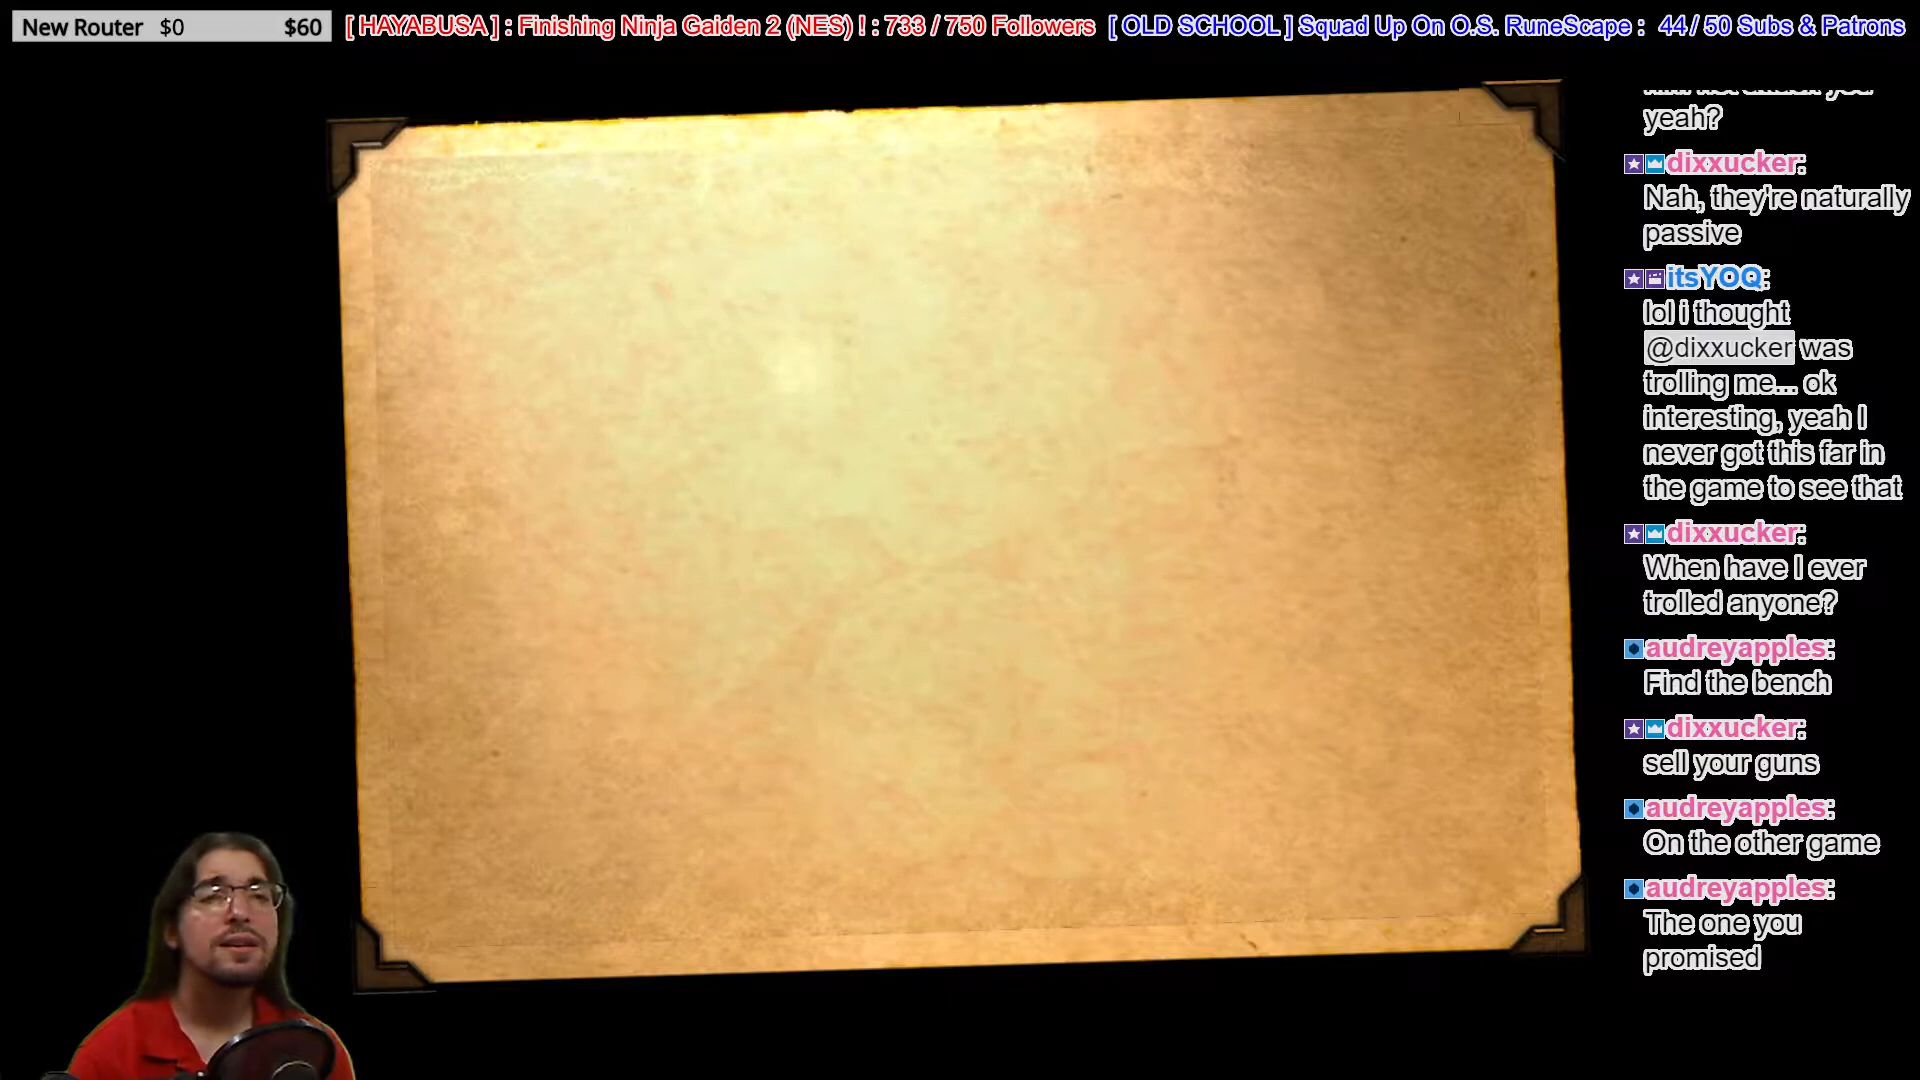 New Router $0 $60 [ HAYABUSA ] : Finishing Ninja Gaiden 2 (NES) ! : 733 / 750 Followers [ OLD SCHOOL ] Squad Up On O.S. RuneScape : 44 / 50 Subs & Patrons
yeah?
dixxucker:
Nah, they're naturally
passive
itsYOQ:
lol i thought
@dixxucker was
trolling me... ok
interesting, yeah I
never got this far in
the game to see that
dixxucker:
When have I ever
trolled anyone?
audreyapples:
Find the bench
dixxucker:
sell your guns
audreyapples:
On the other game
audreyapples:
The one you
promised